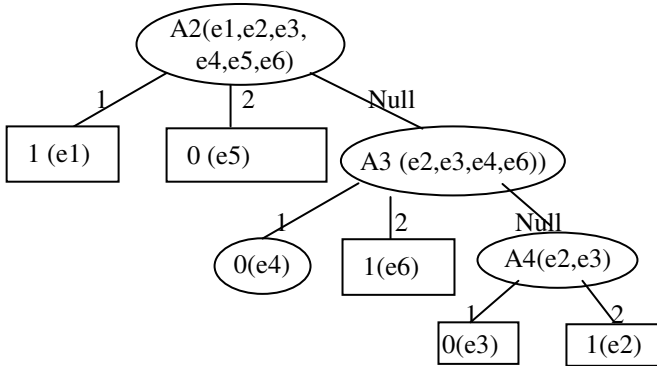 A2(e1,e2,e3,
e4,e5,e6)
1
2
Null
1 (e1)
0 (e5)
A3 (e2,e3,e4,e6))
1
2
Null
0(e4)
1(e6)
A4(e2,e3)
1
2
0(e3)
1(e2)